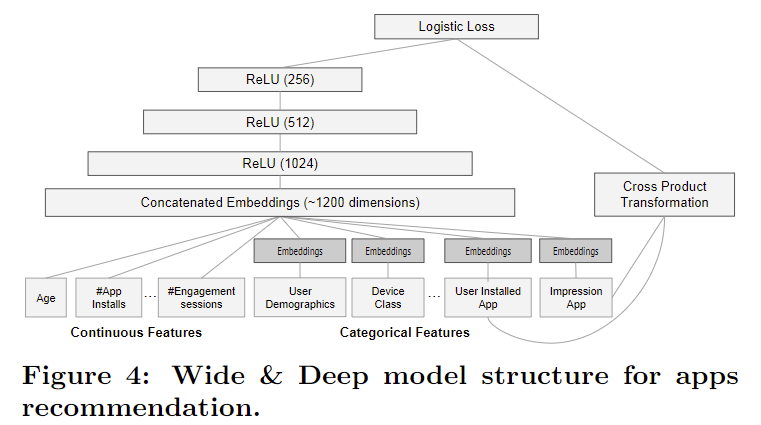 Logistic Loss
ReLU (256)
ReLU (512)
ReLU (1024)
Concatenated Embeddings (~1200 dimensions)
Cross Product
Transformation
Embeddings
Embeddings
Embeddings
Embeddings
Age
#App
Installs
...
#Engagement
sessions
User
Demographics
Device
Class
...
User Installed
App
Impression
App
Continuous Features
Categorical Features
Figure 4: Wide & Deep model structure for apps
recommendation.